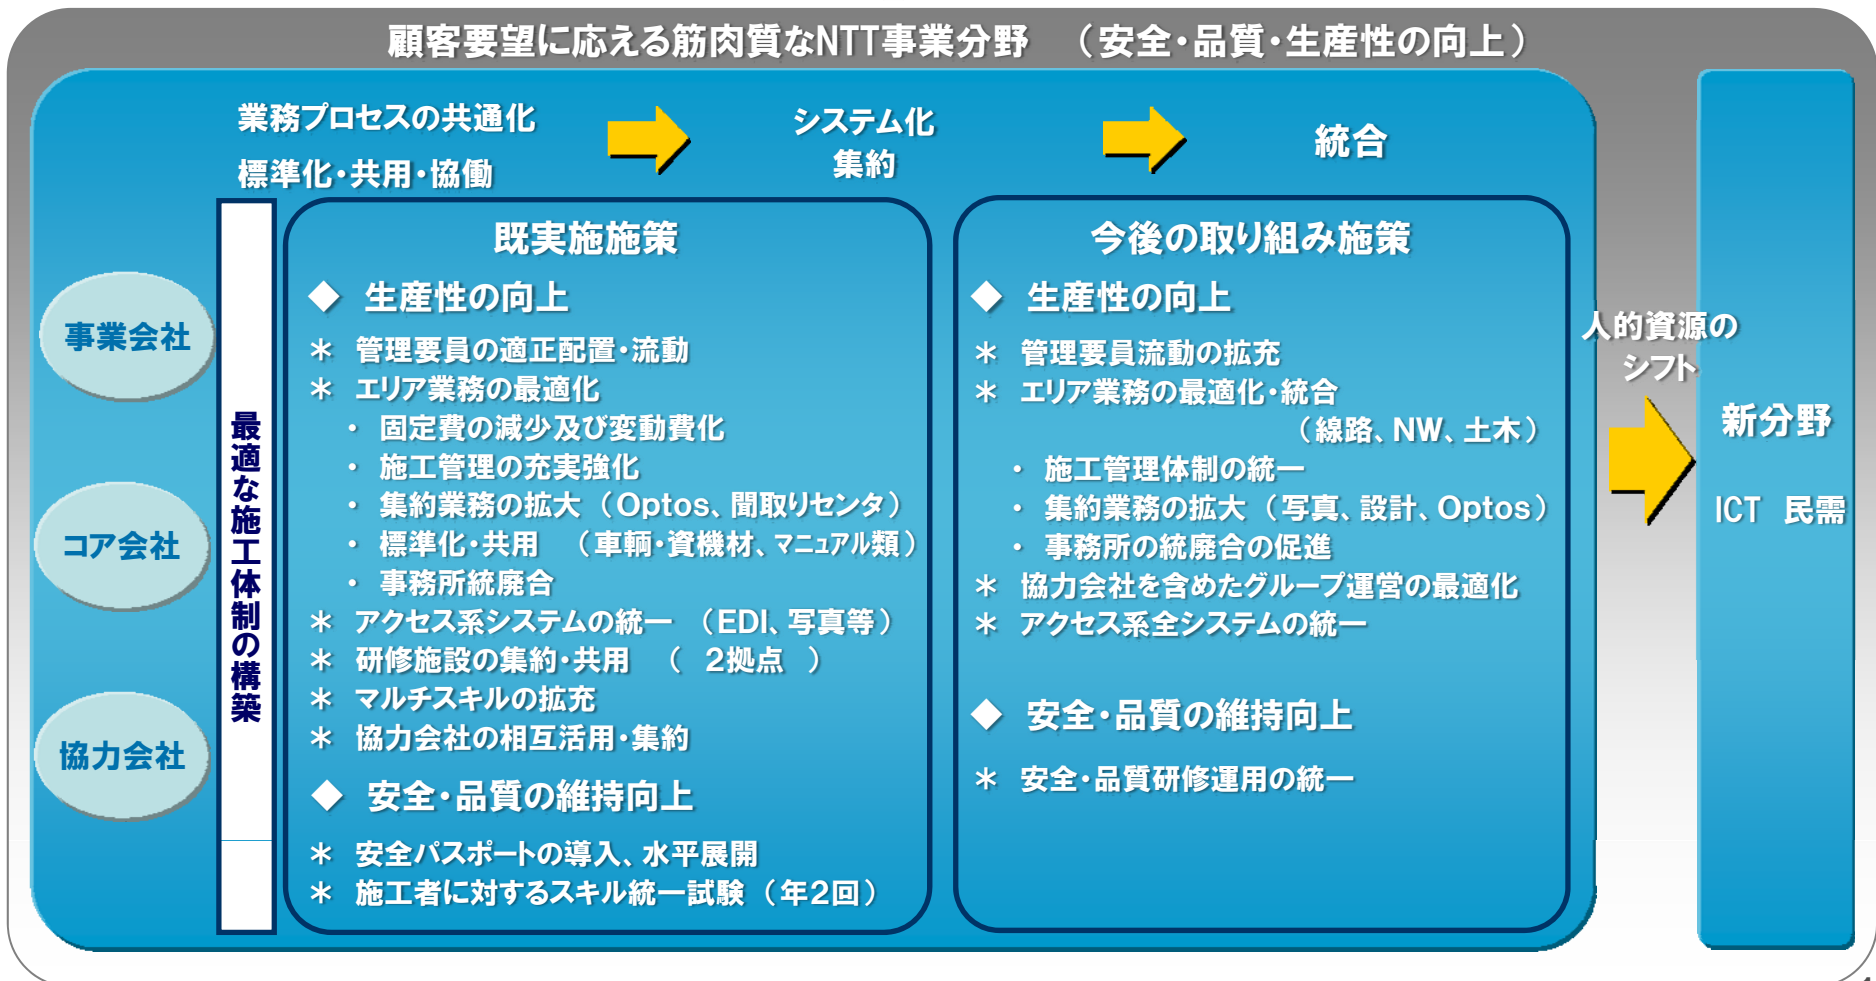 顧客要望に応える筋肉質なNTT事業分野 （安全・品質・生産性の向上）
業務プロセスの共通化
標準化・共用・協働
システム化
集約
統合
事業会社
コア会社
協力会社
最適な施工体制の構築
既実施施策
◆ 生産性の向上
＊ 管理要員の適正配置・流動
＊ エリア業務の最適化
・ 固定費の減少及び変動費化
・ 施工管理の充実強化
・ 集約業務の拡大（Optos、聞取りセンタ）
・ 標準化・共用 （車輌・資機材、マニュアル類）
・ 事務所統廃合
＊ アクセス系システムの統一 （EDI、写真等）
＊ 研修施設の集約・共用 （ 2拠点 ）
＊ マルチスキルの拡充
＊ 協力会社の相互活用・集約
◆ 安全・品質の維持向上
＊ 安全パスポートの導入、水平展開
＊ 施工者に対するスキル統一試験（年2回）
今後の取り組み施策
◆ 生産性の向上
＊ 管理要員流動の拡充
＊ エリア業務の最適化・統合
（線路、NW、土木）
・ 施工管理体制の統一
・ 集約業務の拡大（写真、設計、Optos）
・ 事務所の統廃合の促進
＊ 協力会社を含めたグループ運営の最適化
＊ アクセス系全システムの統一
◆ 安全・品質の維持向上
＊ 安全・品質研修運用の統一
人的資源の
シフト
新分野
ICT 民需